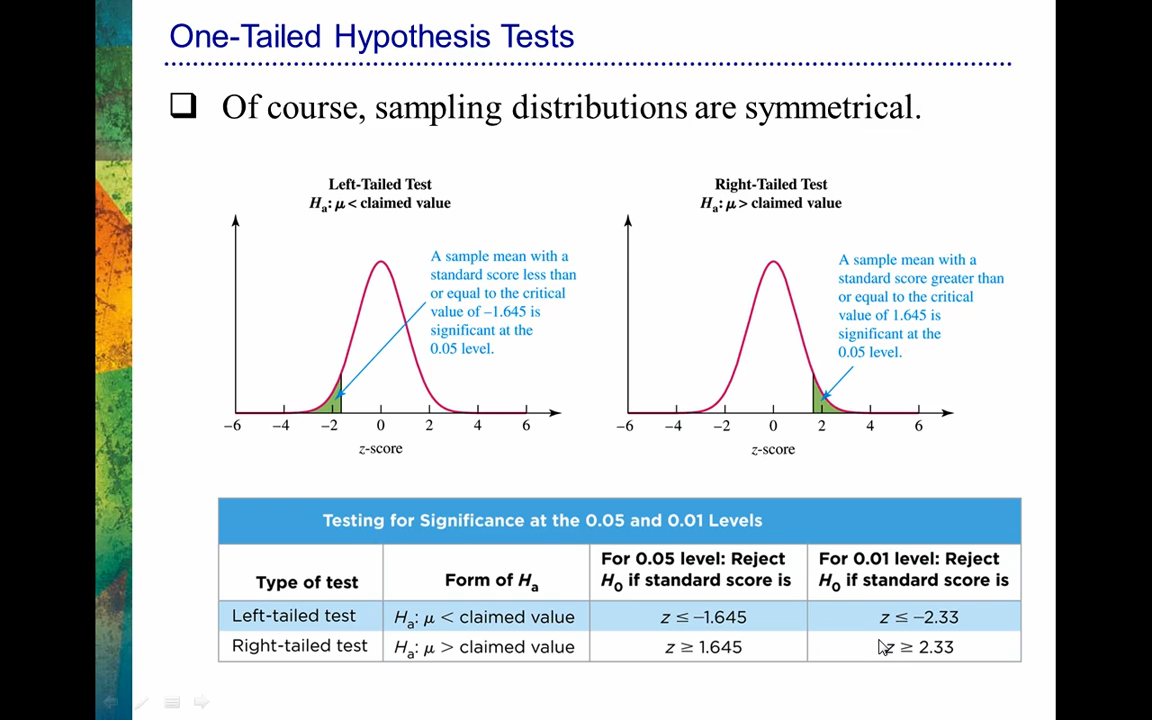 One-Tailed Hypothesis Tests
❑ Of course, sampling distributions are symmetrical.
Left-Tailed Test
Hₐ: μ < claimed value
A sample mean with a
standard score less than
or equal to the critical
value of –1.645 is
significant at the
0.05 level.
–6 –4 –2 0 2 4 6
z-score
Right-Tailed Test
Hₐ: μ > claimed value
A sample mean with a
standard score greater than
or equal to the critical
value of 1.645 is
significant at the
0.05 level.
–6 –4 –2 0 2 4 6
z-score
Testing for Significance at the 0.05 and 0.01 Levels
Type of test
Form of Hₐ
For 0.05 level: Reject
H₀ if standard score is
For 0.01 level: Reject
H₀ if standard score is
Left-tailed test
Hₐ: μ < claimed value
z ≤ –1.645
z ≤ –2.33
Right-tailed test
Hₐ: μ > claimed value
z ≥ 1.645
z ≥ 2.33